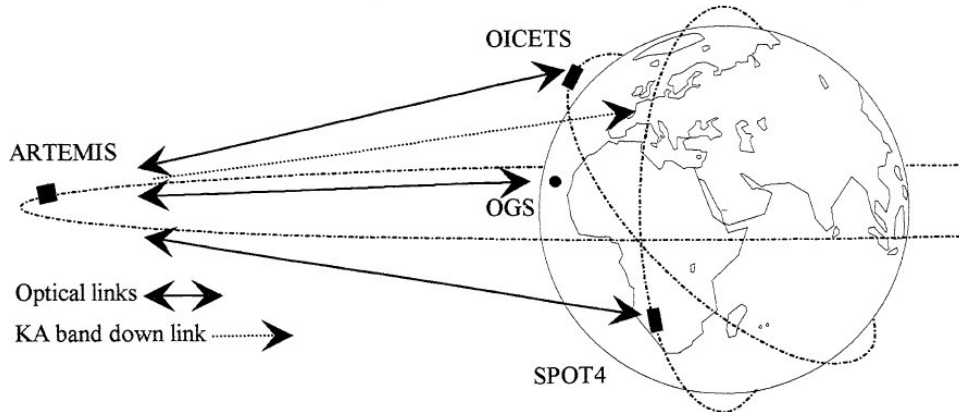 OICETS
ARTEMIS
OGS
Optical links
KA band down link
SPOT4